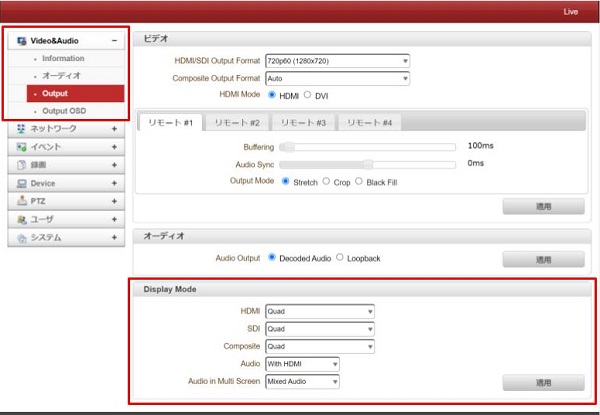 Live
Video&Audio −
Information
オーディオ
Output
Output OSD
ネットワーク +
イベント +
録画 +
Device +
PTZ +
ユーザ +
システム +
ビデオ
HDMI/SDI Output Format 720p60 (1280x720)
Composite Output Format Auto
HDMI Mode HDMI DVI
リモート #1 リモート #2 リモート #3 リモート #4
Buffering 100ms
Audio Sync 0ms
Output Mode Stretch Crop Black Fill
適用
オーディオ
Audio Output Decoded Audio Loopback 適用
Display Mode
HDMI Quad
SDI Quad
Composite Quad
Audio With HDMI
Audio in Multi Screen Mixed Audio 適用